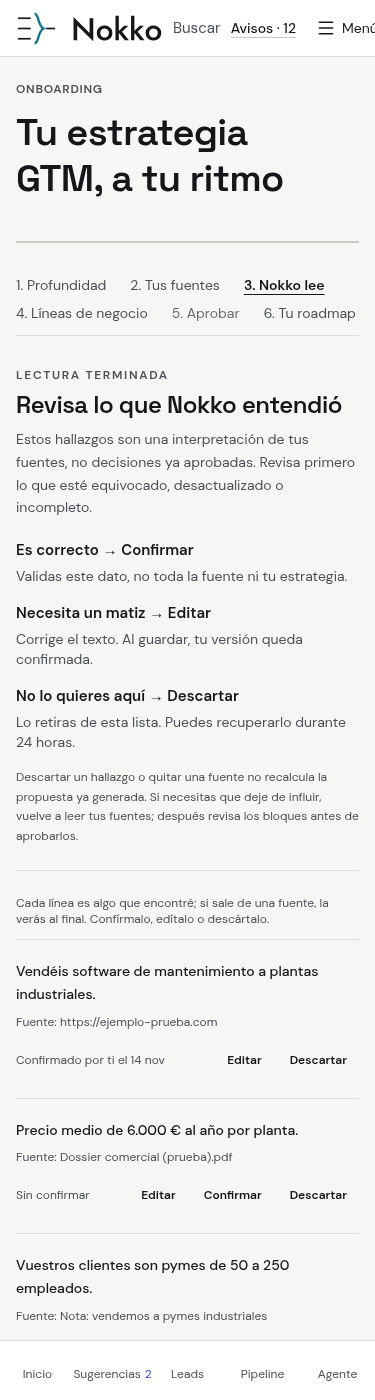 Nokko Buscar Avisos · 12 Menú
ONBOARDING
Tu estrategia
GTM, a tu ritmo
1. Profundidad 2. Tus fuentes 3. Nokko lee
4. Líneas de negocio 5. Aprobar 6. Tu roadmap
LECTURA TERMINADA
Revisa lo que Nokko entendió
Estos hallazgos son una interpretación de tus
fuentes, no decisiones ya aprobadas. Revisa primero
lo que esté equivocado, desactualizado o
incompleto.
Es correcto → Confirmar
Validas este dato, no toda la fuente ni tu estrategia.
Necesita un matiz → Editar
Corrige el texto. Al guardar, tu versión queda
confirmada.
No lo quieres aquí → Descartar
Lo retiras de esta lista. Puedes recuperarlo durante
24 horas.
Descartar un hallazgo o quitar una fuente no recalcula la
propuesta ya generada. Si necesitas que deje de influir,
vuelve a leer tus fuentes; después revisa los bloques antes de
aprobarlos.
Cada línea es algo que encontré; si sale de una fuente, la
verás al final. Confírmalo, edítalo o descártalo.
Vendéis software de mantenimiento a plantas
industriales.
Fuente: https://ejemplo-prueba.com
Confirmado por ti el 14 nov Editar Descartar
Precio medio de 6.000 € al año por planta.
Fuente: Dossier comercial (prueba).pdf
Sin confirmar Editar Confirmar Descartar
Vuestros clientes son pymes de 50 a 250
empleados.
Fuente: Nota: vendemos a pymes industriales
Inicio Sugerencias 2 Leads Pipeline Agente